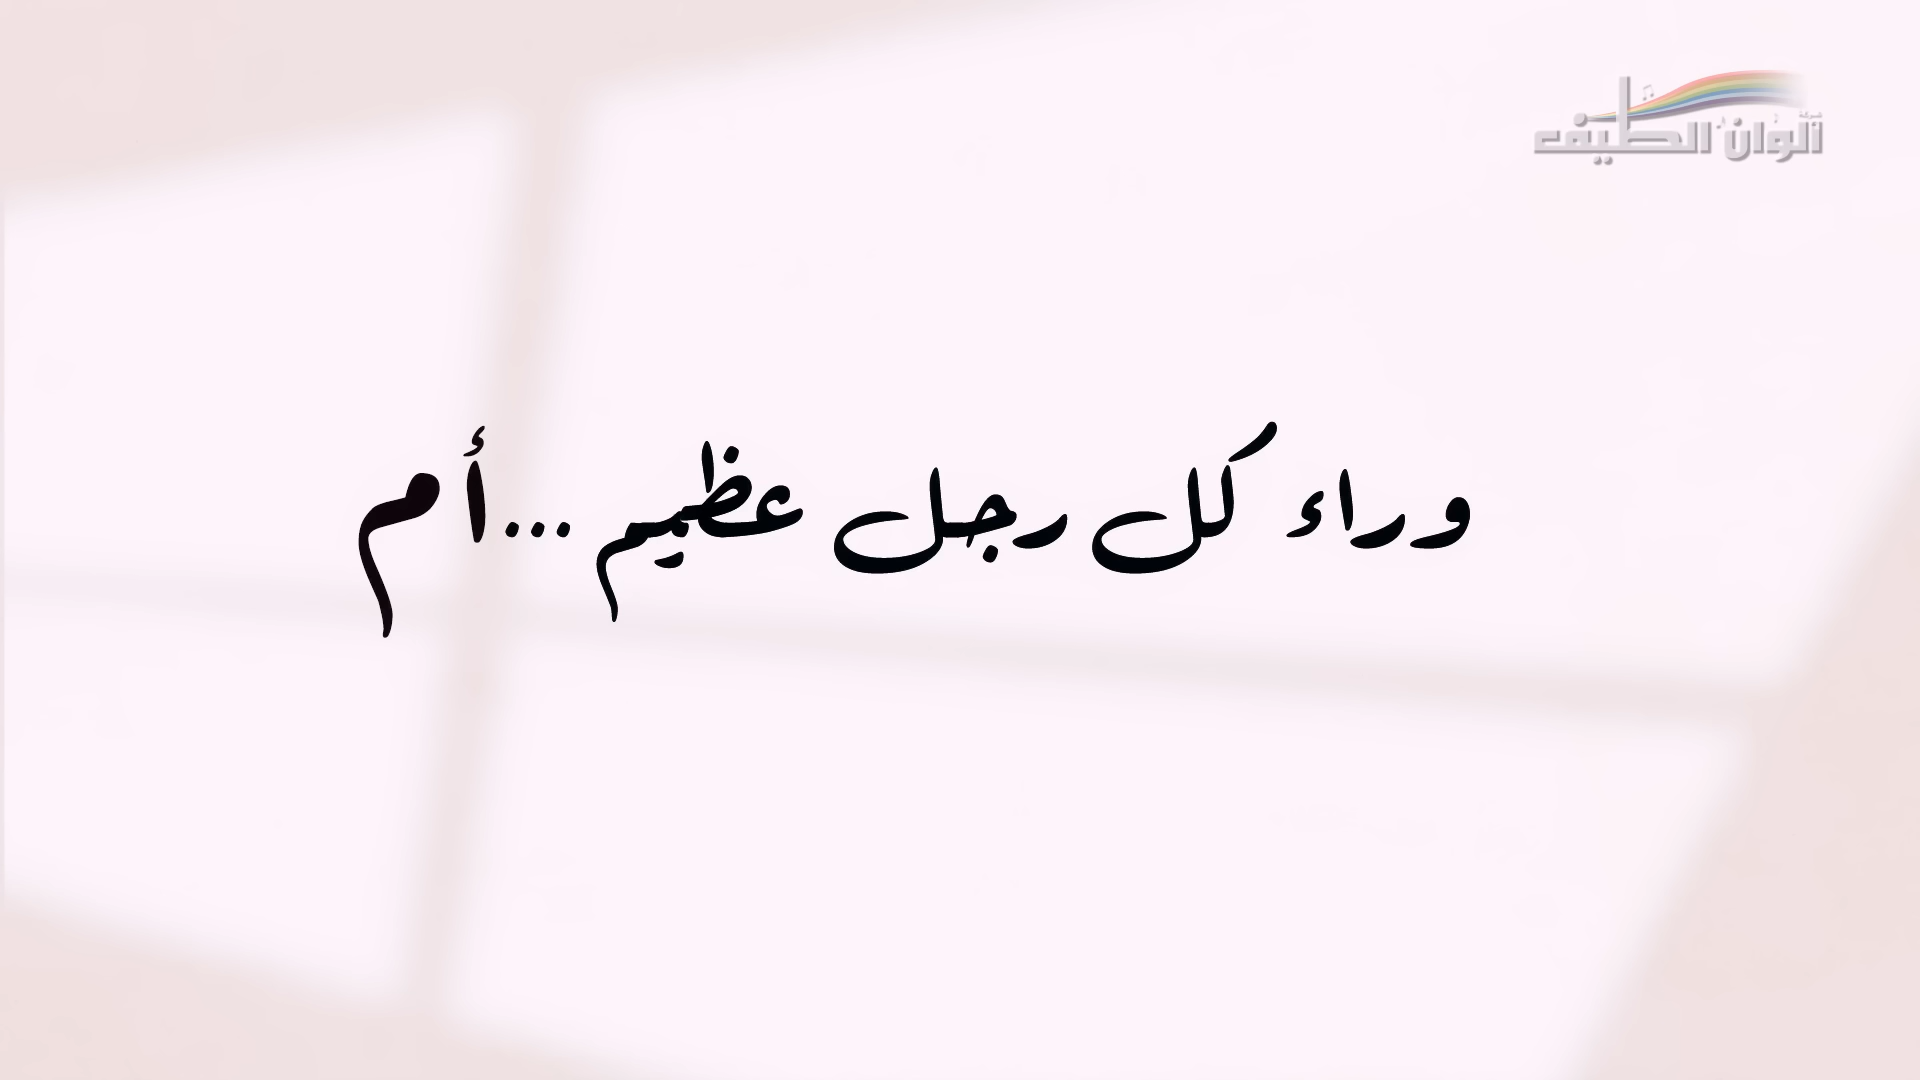 ألوان الطيف
وراء كل رجل عظيم ... أم